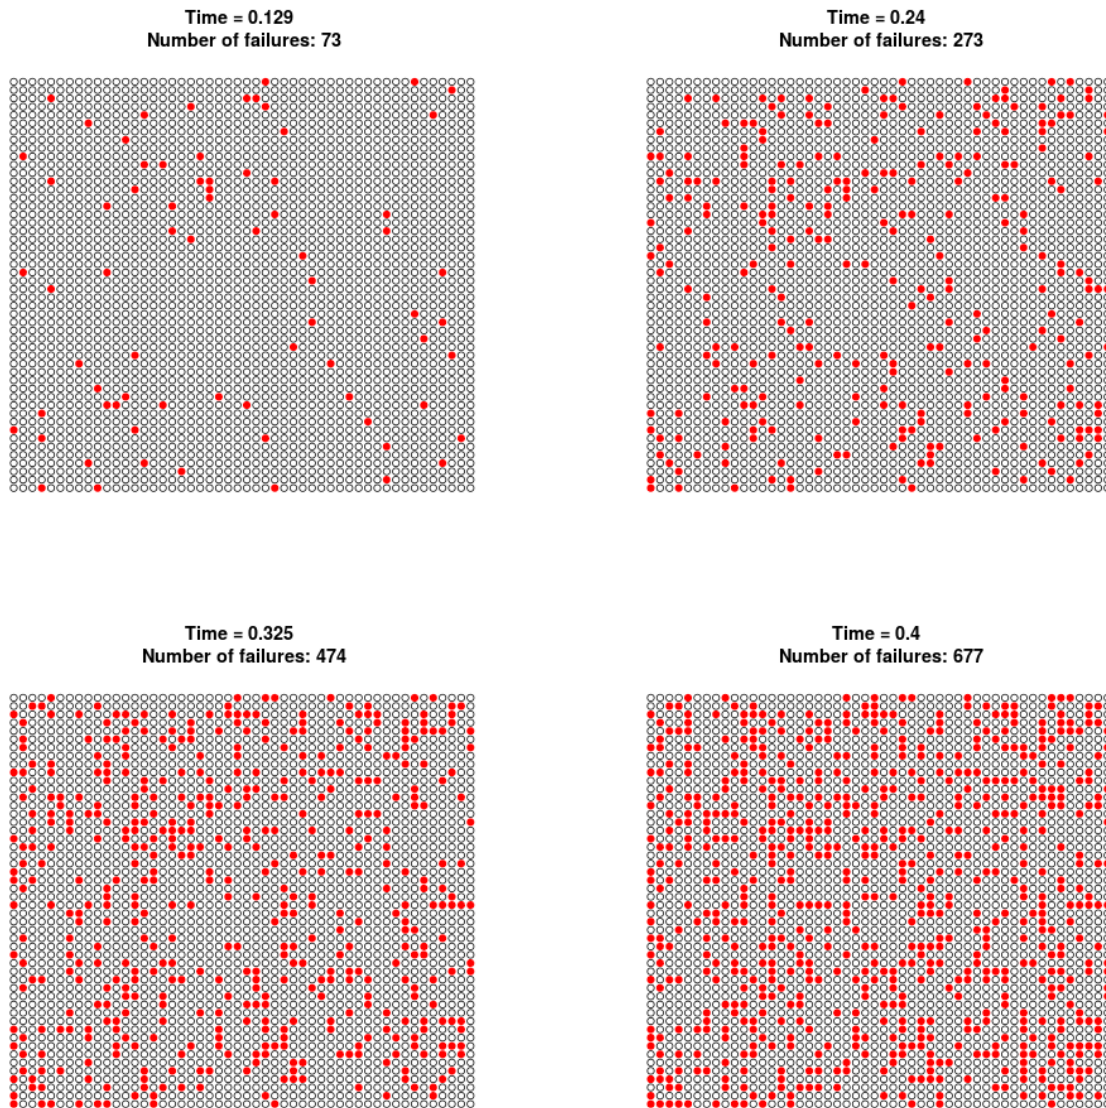 Time = 0.129
Number of failures: 73
Time = 0.24
Number of failures: 273
Time = 0.325
Number of failures: 474
Time = 0.4
Number of failures: 677